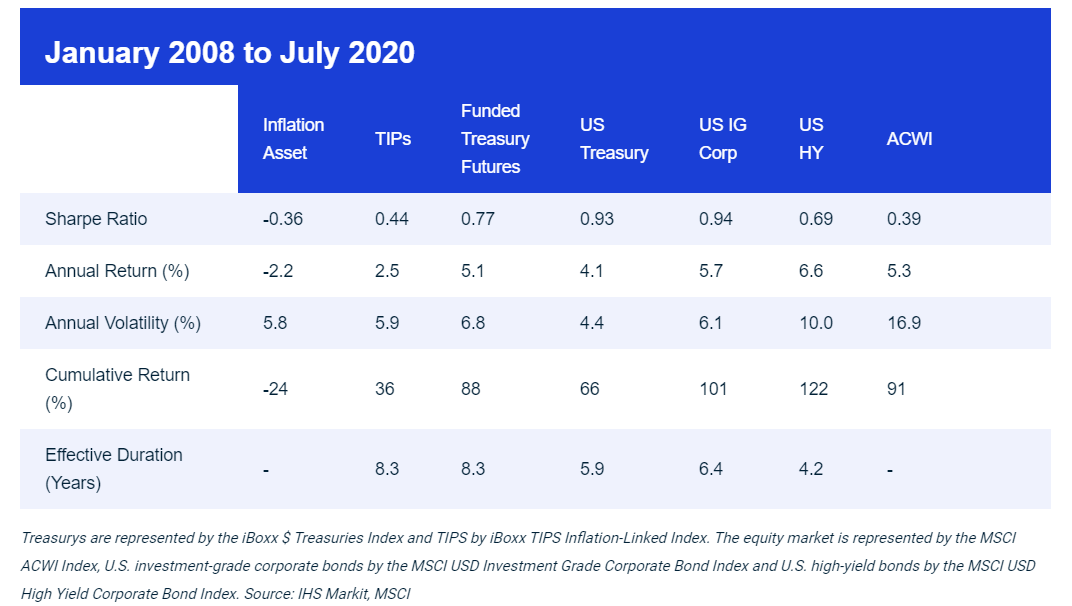 January 2008 to July 2020
Inflation Asset TIPs Funded Treasury Futures US Treasury US IG Corp US HY ACWI
Sharpe Ratio -0.36 0.44 0.77 0.93 0.94 0.69 0.39
Annual Return (%) -2.2 2.5 5.1 4.1 5.7 6.6 5.3
Annual Volatility (%) 5.8 5.9 6.8 4.4 6.1 10.0 16.9
Cumulative Return (%) -24 36 88 66 101 122 91
Effective Duration (Years) - 8.3 8.3 5.9 6.4 4.2 -
Treasurys are represented by the iBoxx $ Treasuries Index and TIPS by iBoxx TIPS Inflation-Linked Index. The equity market is represented by the MSCI
ACWI Index, U.S. investment-grade corporate bonds by the MSCI USD Investment Grade Corporate Bond Index and U.S. high-yield bonds by the MSCI USD
High Yield Corporate Bond Index. Source: IHS Markit, MSCI